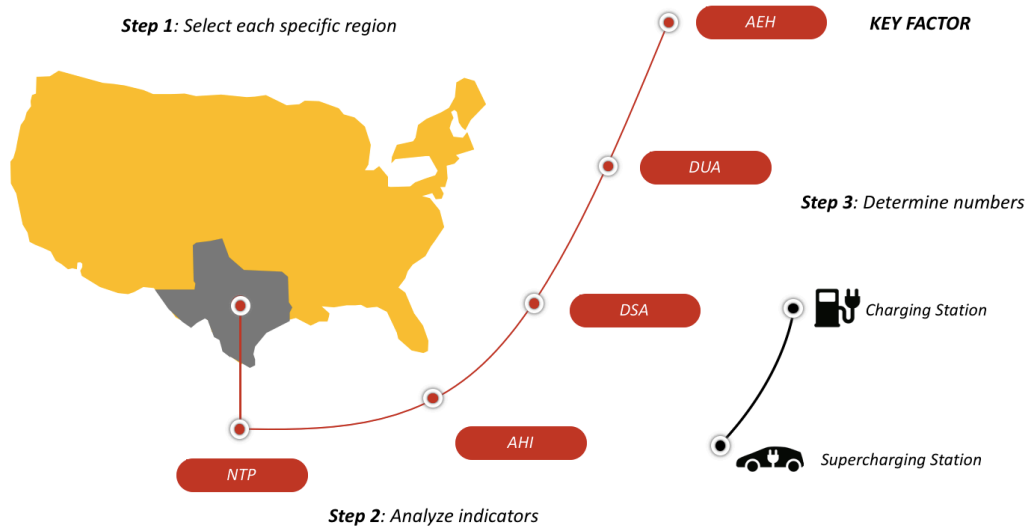 Step 1: Select each specific region
AEH
KEY FACTOR
DUA
Step 3: Determine numbers
DSA
Charging Station
AHI
Supercharging Station
NTP
Step 2: Analyze indicators